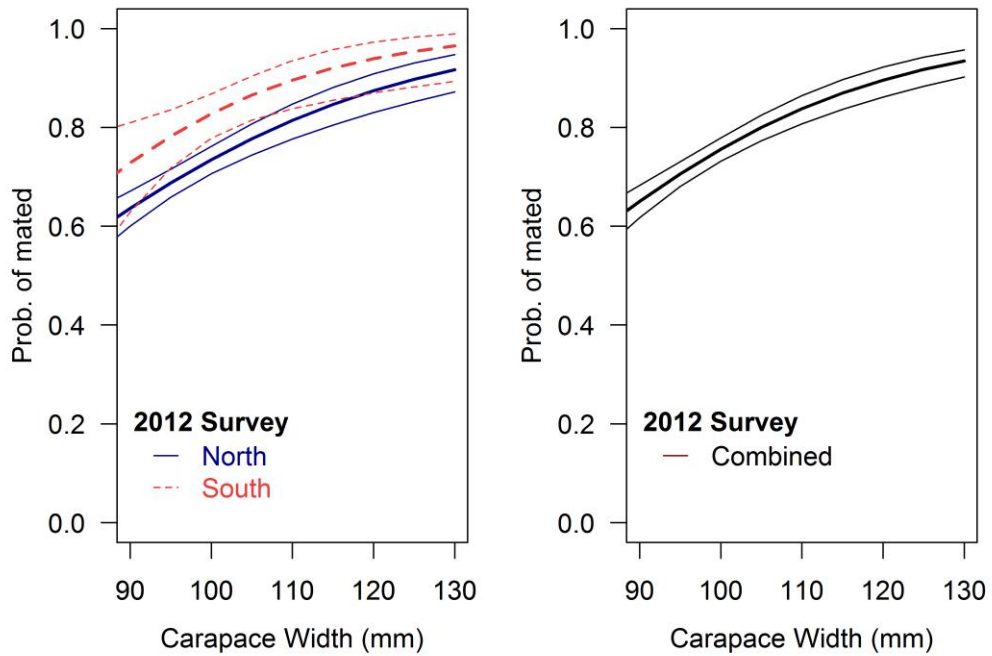 Prob. of mated
1.0
0.8
0.6
0.4
0.2
0.0
2012 Survey
North
South
90 100 110 120 130
Carapace Width (mm)
Prob. of mated
1.0
0.8
0.6
0.4
0.2
0.0
2012 Survey
Combined
90 100 110 120 130
Carapace Width (mm)